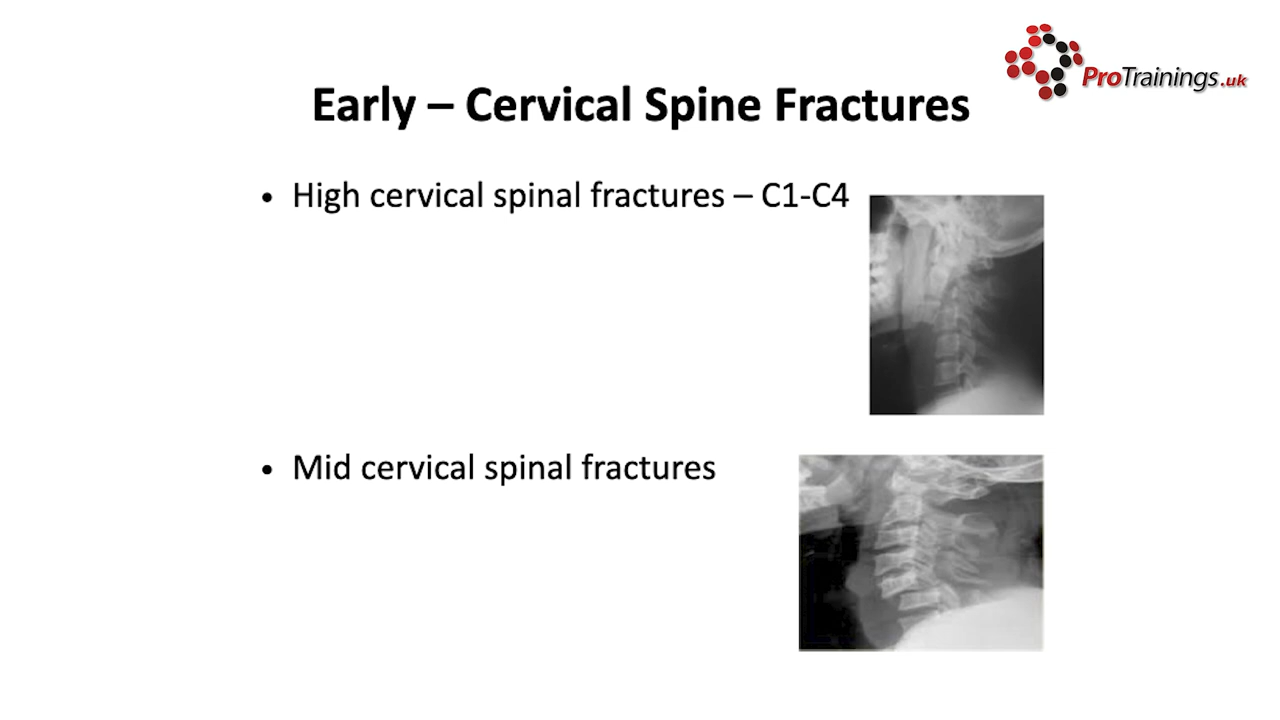 ProTrainings.uk
Early – Cervical Spine Fractures
• High cervical spinal fractures – C1-C4
• Mid cervical spinal fractures